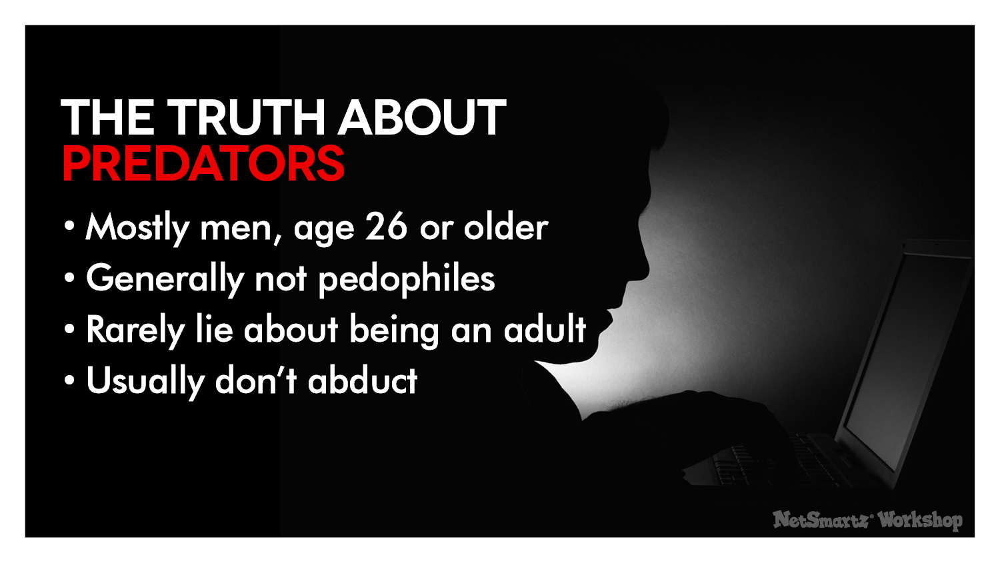 THE TRUTH ABOUT
PREDATORS
• Mostly men, age 26 or older
• Generally not pedophiles
• Rarely lie about being an adult
• Usually don’t abduct
NetSmartz® Workshop